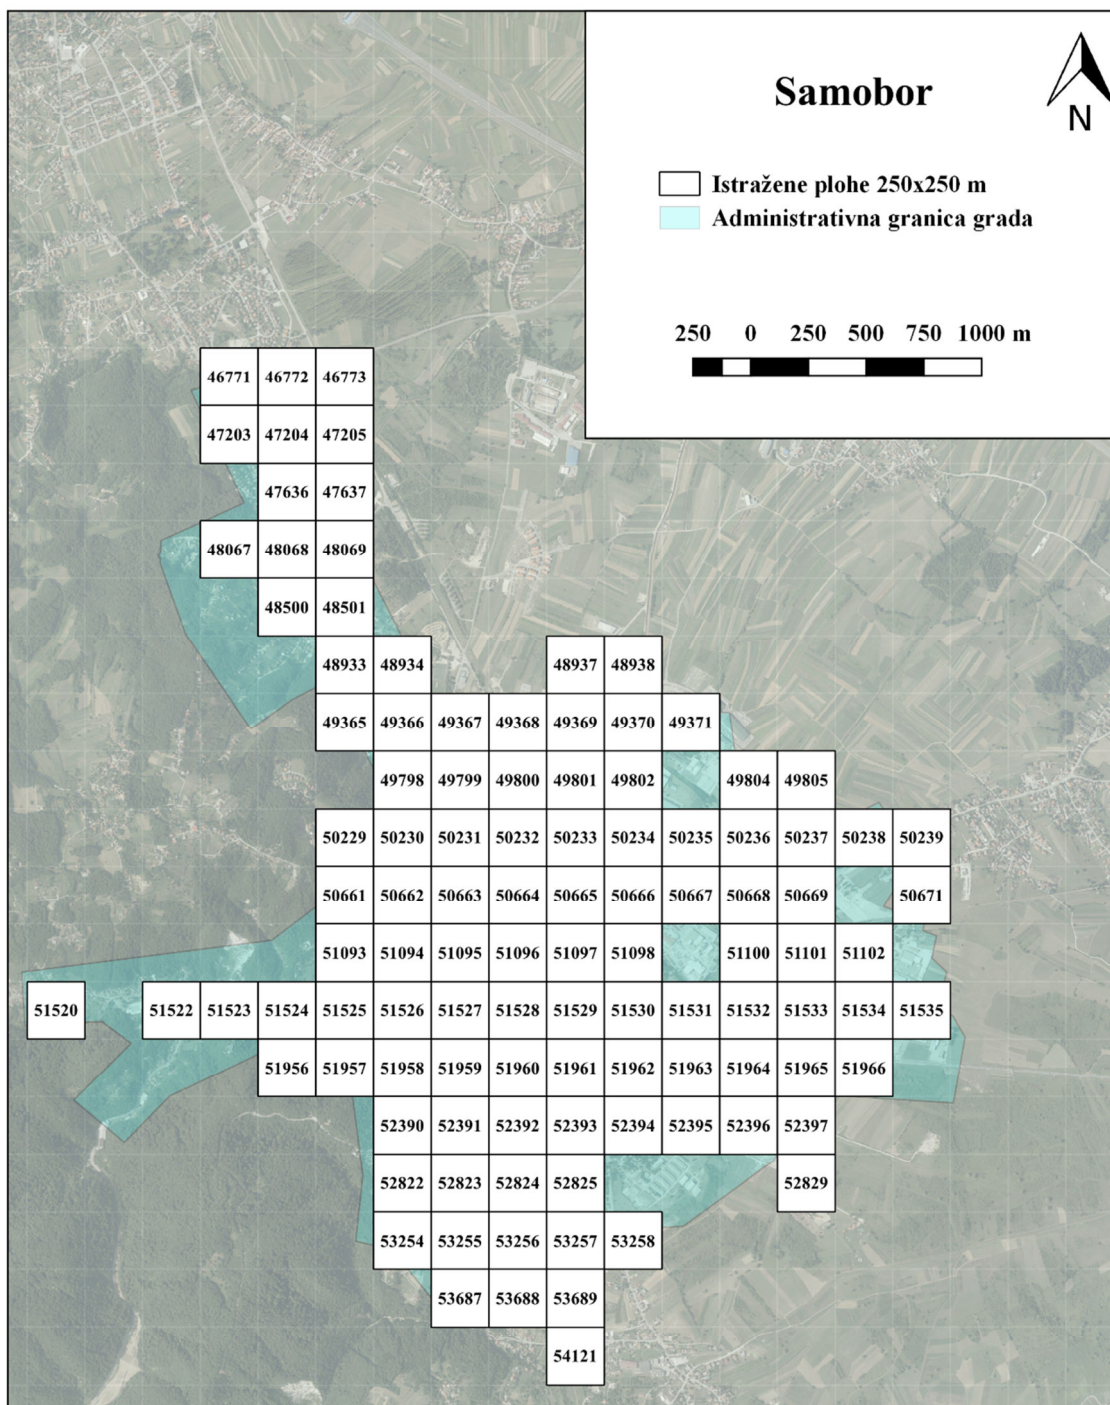 Samobor
N
Istražene plohe 250x250 m
Administrativna granica grada
250 0 250 500 750 1000 m
46771 46772 46773
47203 47204 47205
47636 47637
48067 48068 48069
48500 48501
48933 48934 48937 48938
49365 49366 49367 49368 49369 49370 49371
49798 49799 49800 49801 49802 49804 49805
50229 50230 50231 50232 50233 50234 50235 50236 50237 50238 50239
50661 50662 50663 50664 50665 50666 50667 50668 50669 50671
51093 51094 51095 51096 51097 51098 51100 51101 51102
51520 51522 51523 51524 51525 51526 51527 51528 51529 51530 51531 51532 51533 51534 51535
51956 51957 51958 51959 51960 51961 51962 51963 51964 51965 51966
52390 52391 52392 52393 52394 52395 52396 52397
52822 52823 52824 52825 52829
53254 53255 53256 53257 53258
53687 53688 53689
54121